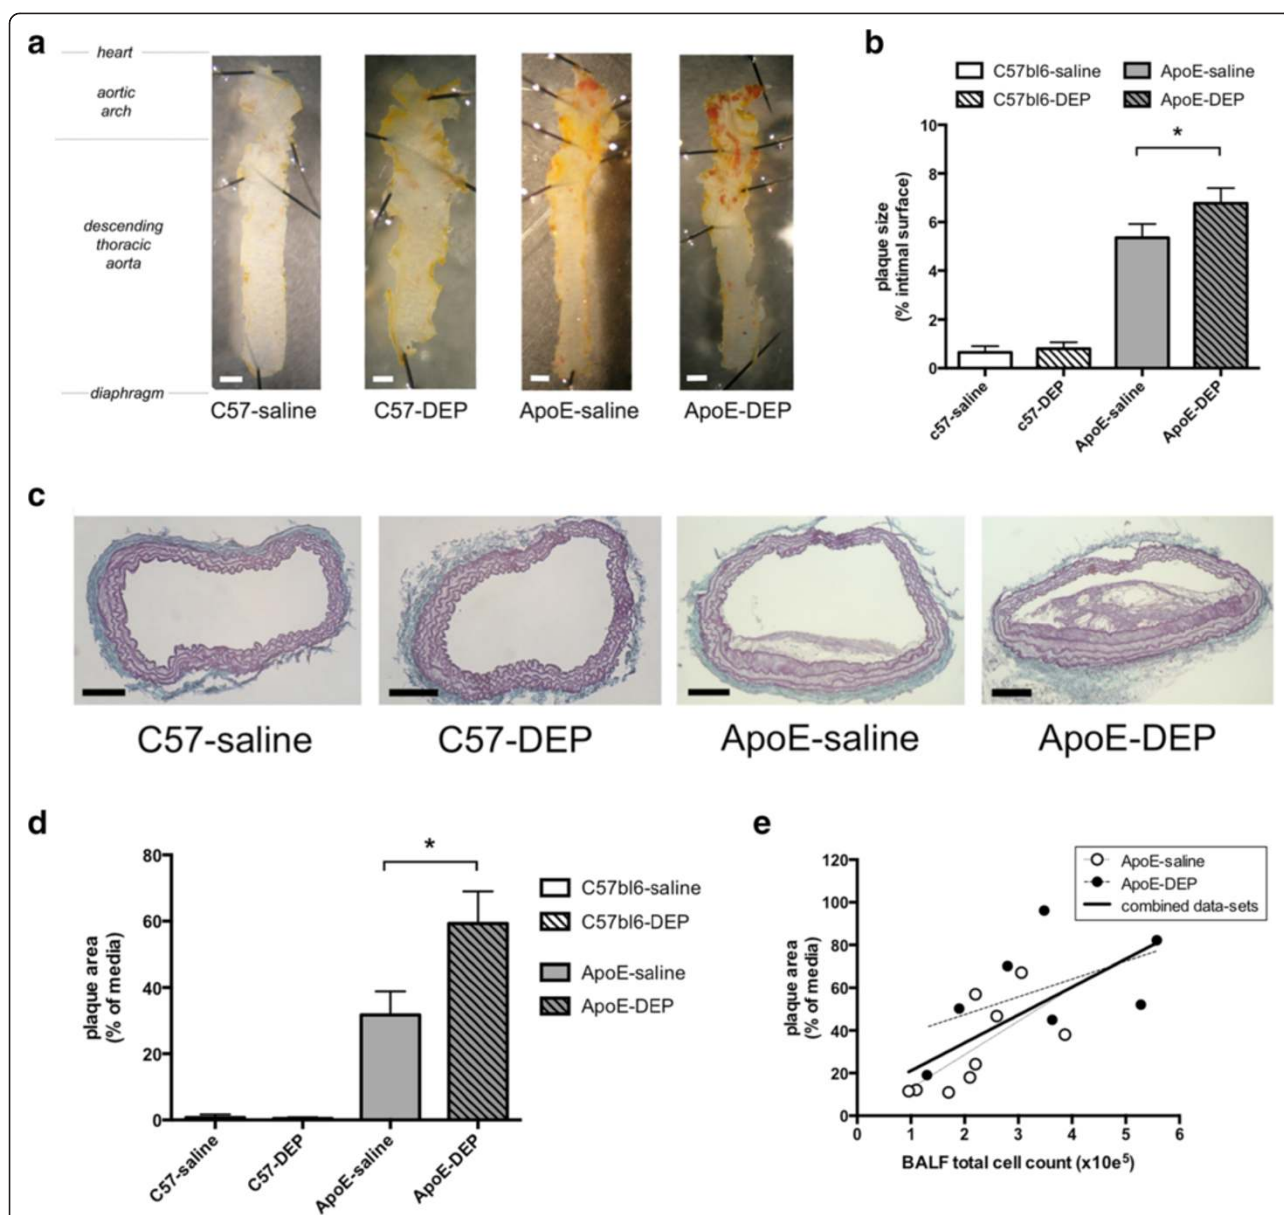 a
heart
aortic
arch
descending
thoracic
aorta
diaphragm
C57-saline
C57-DEP
ApoE-saline
ApoE-DEP
b
C57bl6-saline
ApoE-saline
C57bl6-DEP
ApoE-DEP
plaque size
(% intimal surface)
10
8
6
4
2
0
*
c57-saline
c57-DEP
ApoE-saline
ApoE-DEP
c
C57-saline
C57-DEP
ApoE-saline
ApoE-DEP
d
plaque area
(% of media)
80
60
40
20
0
*
C57-saline
C57-DEP
ApoE-saline
ApoE-DEP
C57bl6-saline
C57bl6-DEP
ApoE-saline
ApoE-DEP
e
plaque area
(% of media)
120
100
80
60
40
20
0
0 1 2 3 4 5 6
BALF total cell count (x10e⁵)
ApoE-saline
ApoE-DEP
combined data-sets